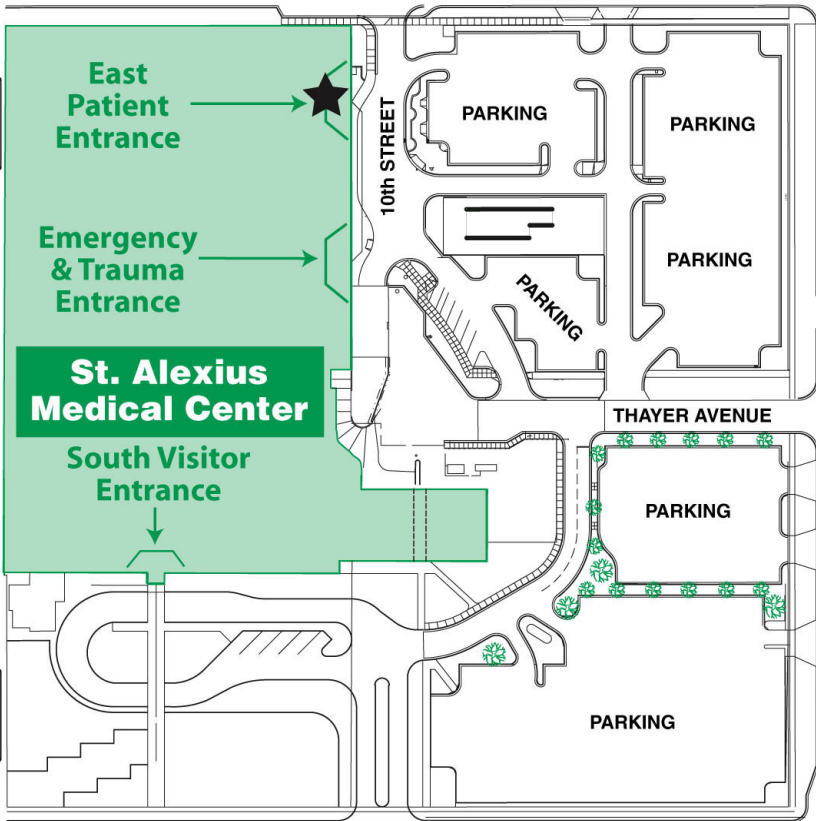 East
Patient
Entrance
10th STREET
PARKING
PARKING
Emergency
& Trauma
Entrance
PARKING
PARKING
St. Alexius
Medical Center
THAYER AVENUE
South Visitor
Entrance
PARKING
PARKING